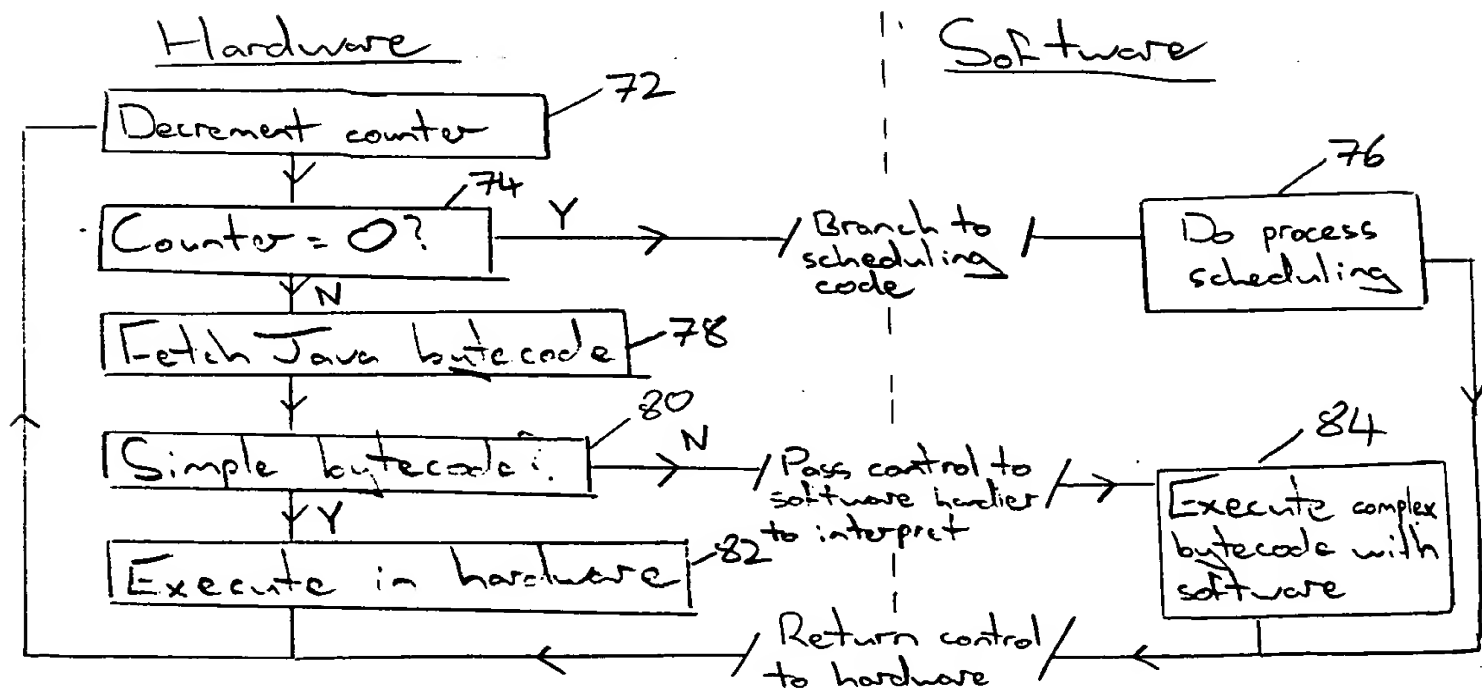 Hardware
Software
Decrement counter
72
Counter = 0?
74
Y
Branch to
scheduling
code
76
Do process
scheduling
N
Fetch Java bytecode
78
Simple bytecode?
80
N
Pass control to
software handler
to interpret
84
Execute complex
bytecode with
software
Y
Execute in hardware
82
Return control
to hardware